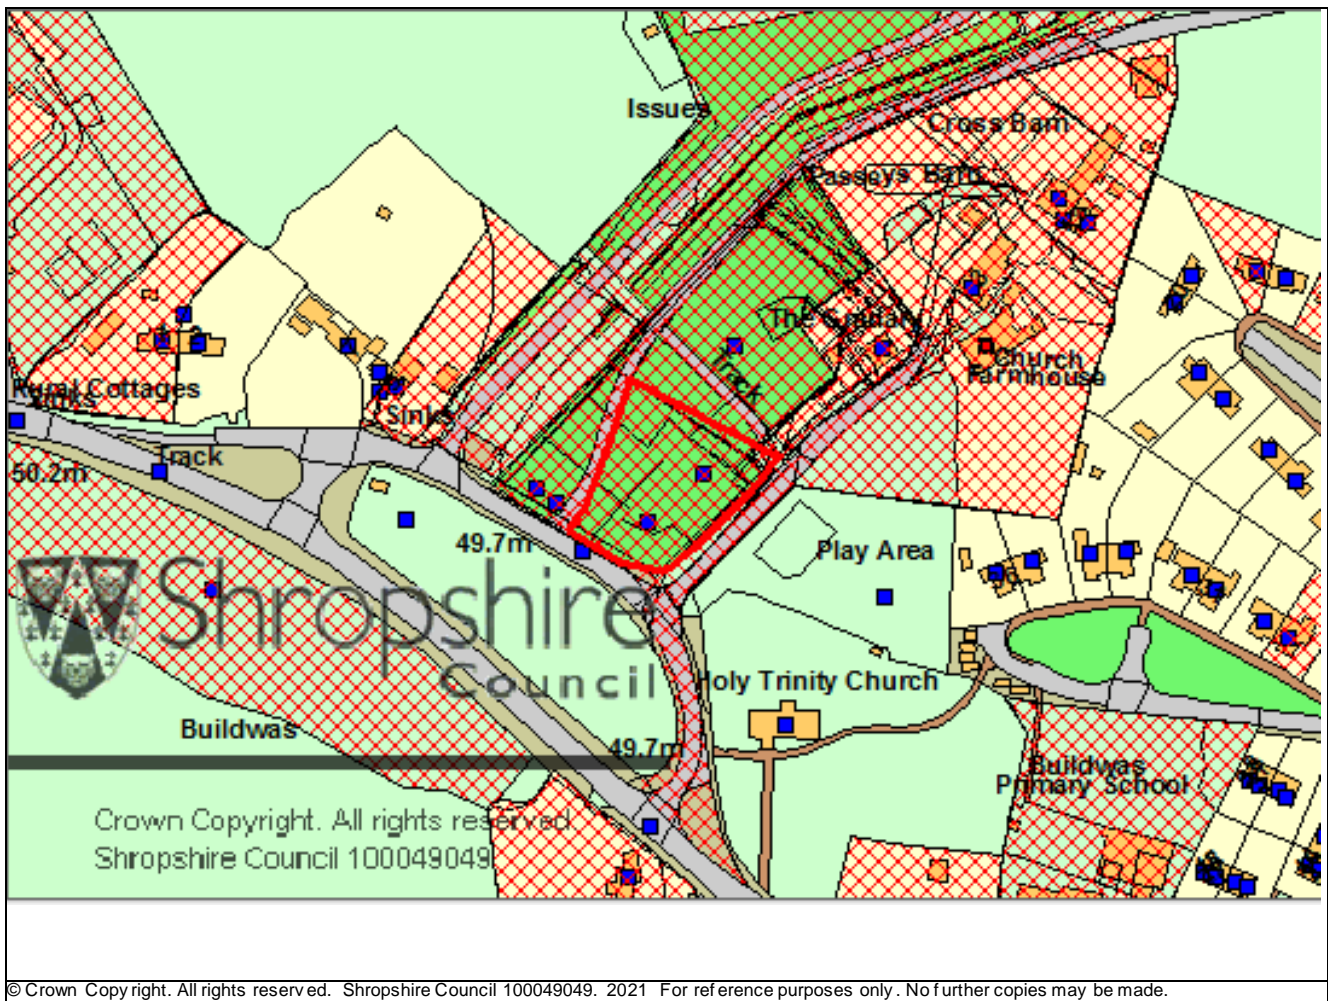 Issues
Cross Barn
Passeys Barn
Track
Church
Farmhouse
Rural Cottages
Sinks
Sinks
Track
50.2m
49.7m
Play Area
Shropshire
Council
Holy Trinity Church
Buildwas
49.7m
Buildwas
Primary School
Crown Copyright. All rights reserved.
Shropshire Council 100049049
© Crown Copyright. All rights reserved. Shropshire Council 100049049. 2021 For reference purposes only. No further copies may be made.